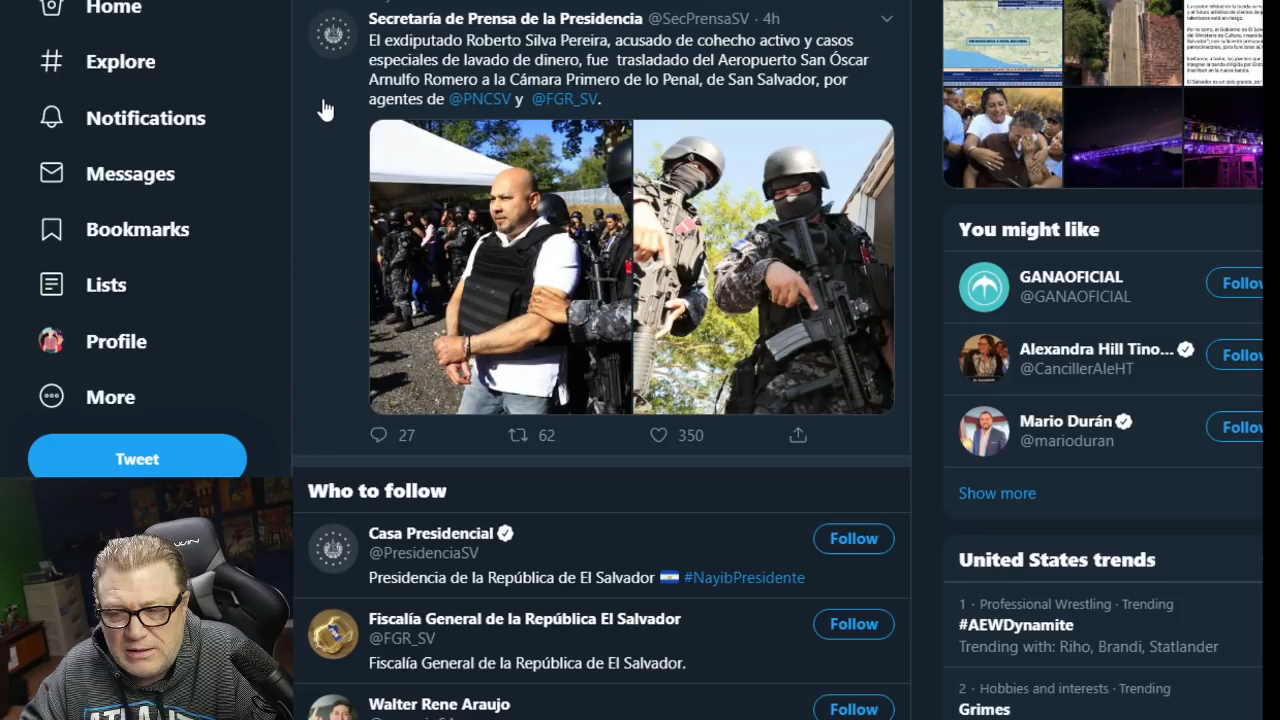 Home
Explore
Notifications
Messages
Bookmarks
Lists
Profile
More
Tweet
Secretaría de Prensa de la Presidencia @SecPrensaSV · 4h
El exdiputado Roberto Silva Pereira, acusado de cohecho activo y casos
especiales de lavado de dinero, fue trasladado del Aeropuerto San Óscar
Arnulfo Romero a la Cámara Primero de lo Penal, de San Salvador, por
agentes de @PNCSV y @FGR_SV.
27
62
350
Who to follow
Casa Presidencial
@PresidenciaSV
Follow
Presidencia de la República de El Salvador #NayibPresidente
Fiscalía General de la República El Salvador
@FGR_SV
Follow
Fiscalía General de la República de El Salvador.
Walter Rene Araujo
Follow
You might like
GANAOFICIAL
@GANAOFICIAL
Follow
Alexandra Hill Tino...
@CancillerAleHT
Follow
Mario Durán
@marioduran
Follow
Show more
United States trends
1 · Professional Wrestling · Trending
#AEWDynamite
Trending with: Riho, Brandi, Statlander
2 · Hobbies and interests · Trending
Grimes